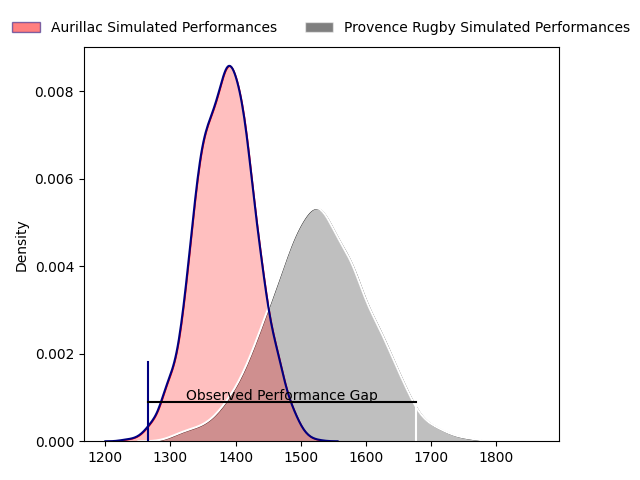 Aurillac Simulated Performances
Provence Rugby Simulated Performances
0.008
0.006
0.004
0.002
0.000
Density
Observed Performance Gap
1200 1300 1400 1500 1600 1700 1800